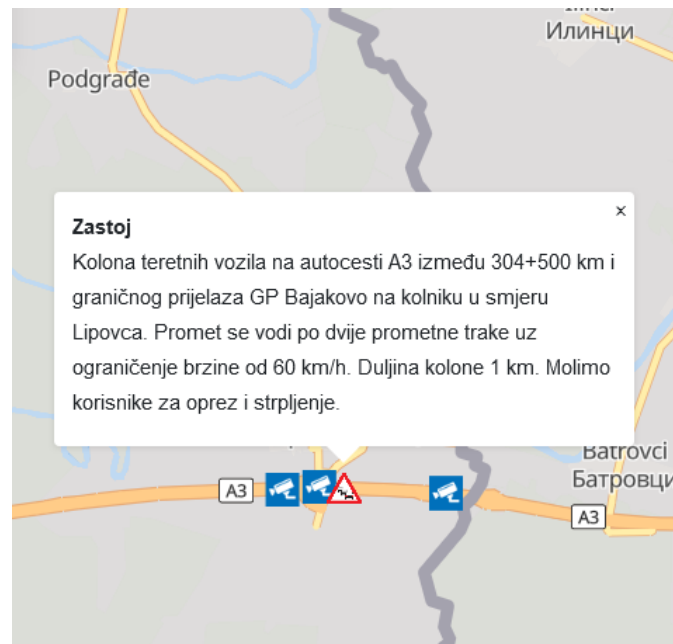 Илинци
Podgrađe
×
Zastoj
Kolona teretnih vozila na autocesti A3 između 304+500 km i
graničnog prijelaza GP Bajakovo na kolniku u smjeru
Lipovca. Promet se vodi po dvije prometne trake uz
ograničenje brzine od 60 km/h. Duljina kolone 1 km. Molimo
korisnike za oprez i strpljenje.
Batrovci
Батровци
A3
A3